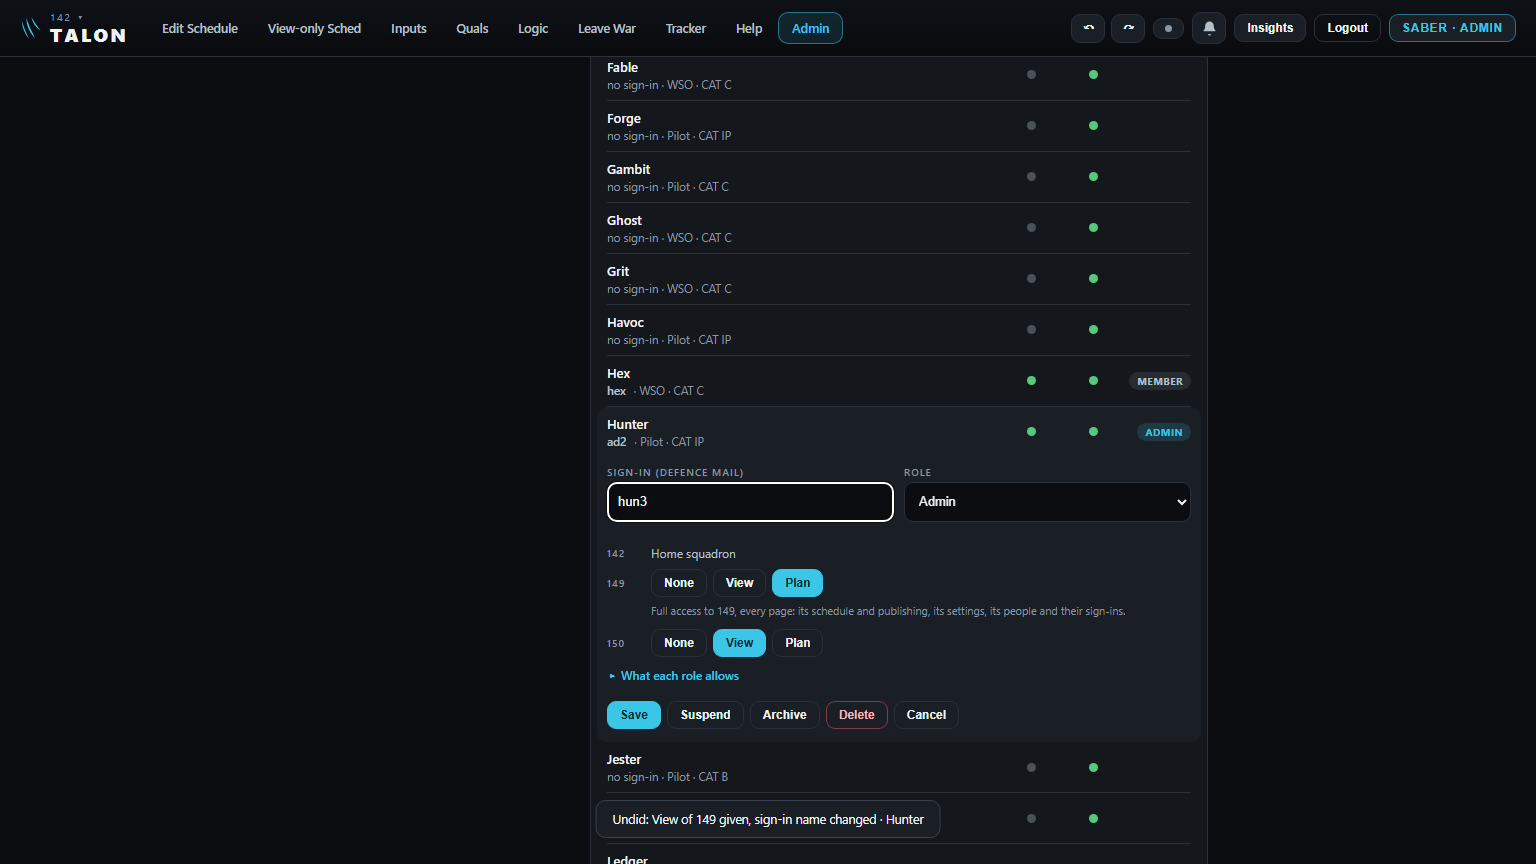 142 ▾
TALON
Edit Schedule
View-only Sched
Inputs
Quals
Logic
Leave War
Tracker
Help
Admin
Insights
Logout
SABER · ADMIN
Fable
no sign-in · WSO · CAT C
Forge
no sign-in · Pilot · CAT IP
Gambit
no sign-in · Pilot · CAT C
Ghost
no sign-in · WSO · CAT C
Grit
no sign-in · WSO · CAT C
Havoc
no sign-in · Pilot · CAT IP
Hex
hex · WSO · CAT C
MEMBER
Hunter
ad2 · Pilot · CAT IP
ADMIN
SIGN-IN (DEFENCE MAIL)
ROLE
hun3
Admin
142 Home squadron
149 None View Plan
Full access to 149, every page: its schedule and publishing, its settings, its people and their sign-ins.
150 None View Plan
▸ What each role allows
Save Suspend Archive Delete Cancel
Jester
no sign-in · Pilot · CAT B
Undid: View of 149 given, sign-in name changed · Hunter
Ledger